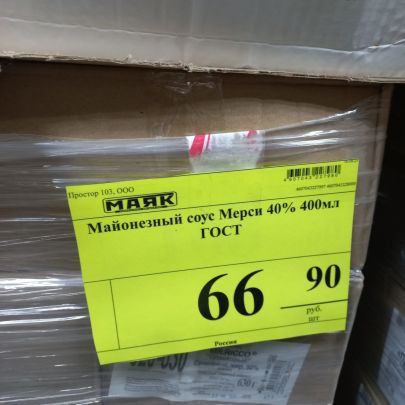 Простор 103, ООО
МАЯК
Майонезный соус Мерси 40% 400мл
ГОСТ
66 90
руб.
шт
Россия